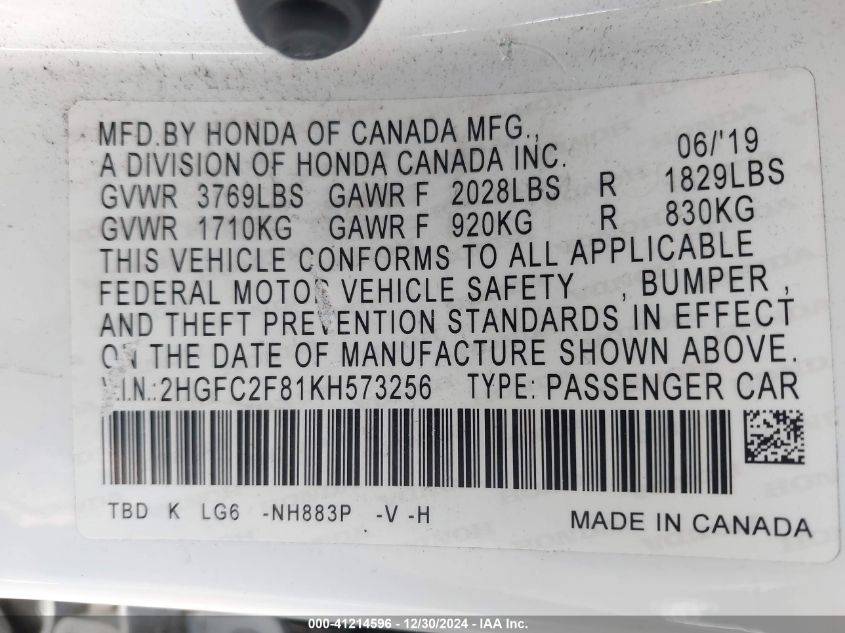 MFD.BY HONDA OF CANADA MFG., 06/'19
A DIVISION OF HONDA CANADA INC.
GVWR 3769LBS GAWR F 2028LBS R 1829LBS
GVWR 1710KG GAWR F 920KG R 830KG
THIS VEHICLE CONFORMS TO ALL APPLICABLE
FEDERAL MOTOR VEHICLE SAFETY , BUMPER ,
AND THEFT PREVENTION STANDARDS IN EFFECT
ON THE DATE OF MANUFACTURE SHOWN ABOVE.
V.I.N.:2HGFC2F81KH573256 TYPE: PASSENGER CAR
TBD K LG6 -NH883P -V -H MADE IN CANADA
000-41214596 - 12/30/2024 - IAA Inc.